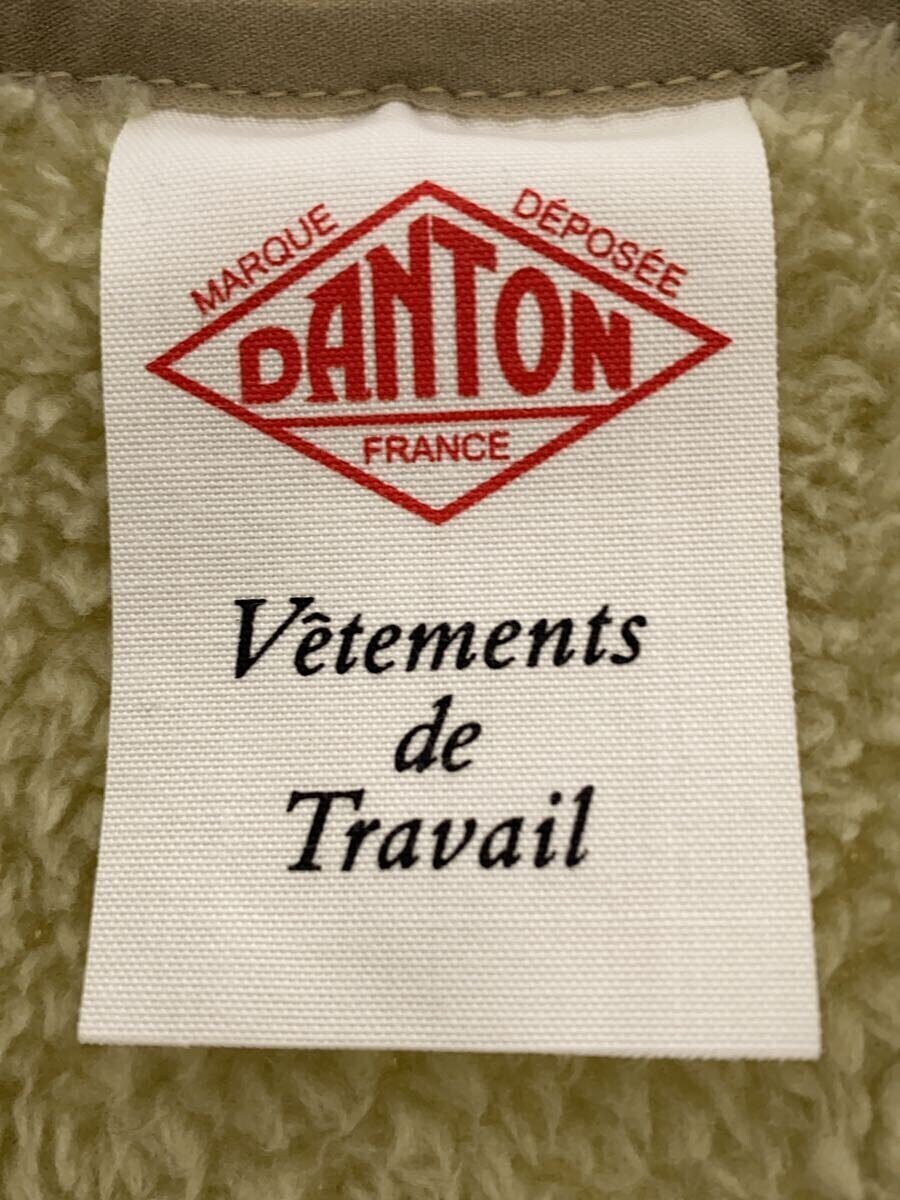 MARQUE DÉPOSÉE
DANTON
FRANCE
Vêtements
de
Travail